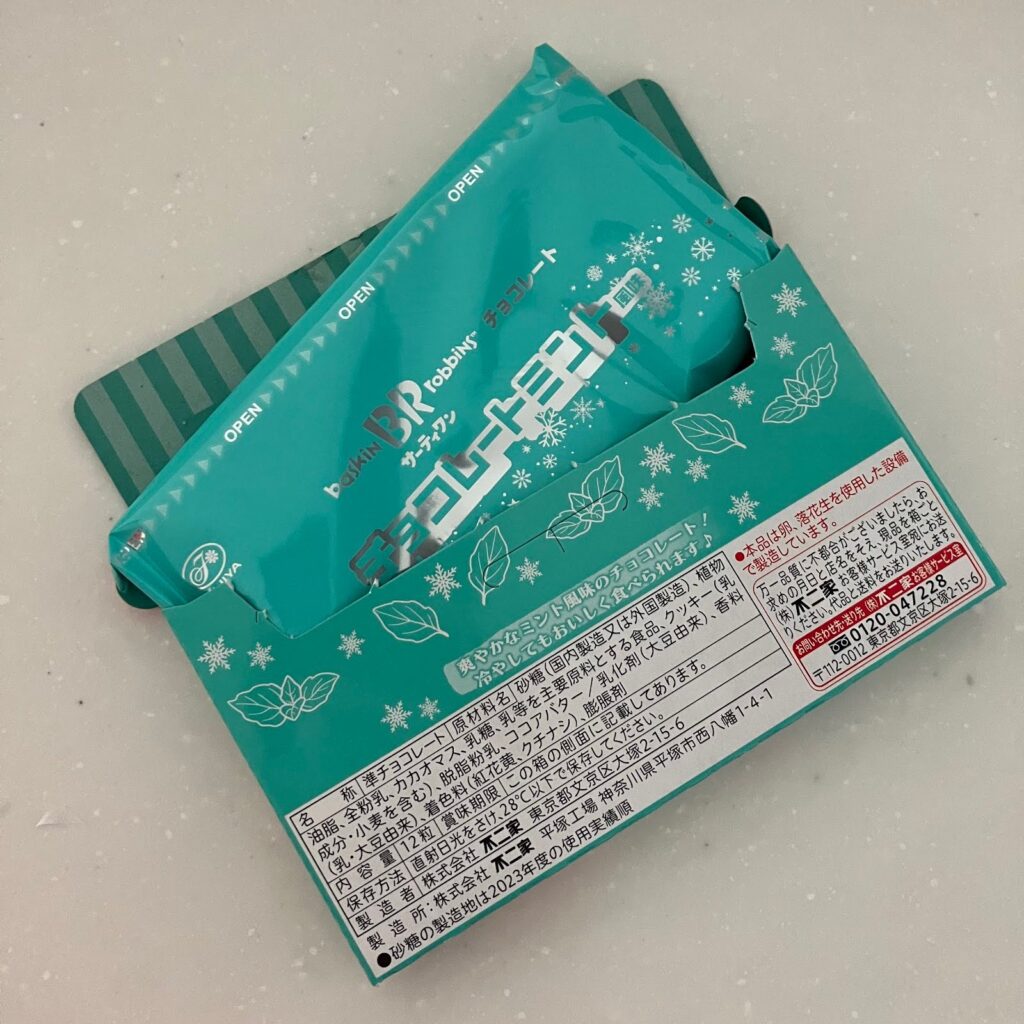 OPEN
OPEN
OPEN
baskin BR robbins™
サーティワン
チョコレート
チョコレートミント
風味
爽やかなミント風味のチョコレート！
冷やしてもおいしく食べられます♪
名 称 準チョコレート 原材料名 砂糖（国内製造又は外国製造）、植物
油脂、全粉乳、カカオマス、乳糖、乳等を主要原料とする食品、クッキー（乳
成分・小麦を含む）、脱脂粉乳、ココアバター／乳化剤（大豆由来）、香料
（乳・大豆由来）、着色料（紅花黄、クチナシ）、膨脹剤
内 容 量 12粒 賞味期限 この箱の側面に記載してあります。
保存方法 直射日光をさけ、28℃以下で保存してください。
製 造 者 株式会社 不二家 東京都文京区大塚2-15-6
製 造 所：株式会社 不二家 平塚工場 神奈川県平塚市西八幡1-4-1
●砂糖の製造地は2023年度の使用実績順
●本品は卵、落花生を使用した設備
で製造しています。
万一品質に不都合がございましたら、お
求めの月日と店名をそえ、現品を箱ごと
（株）不二家 お客様サービス室宛にお送
りください。代品と送料をお送りいたします。
お問い合わせ先・送り先 （株）不二家 お客様サービス室
0120-047228
〒112-0012 東京都文京区大塚2-15-6